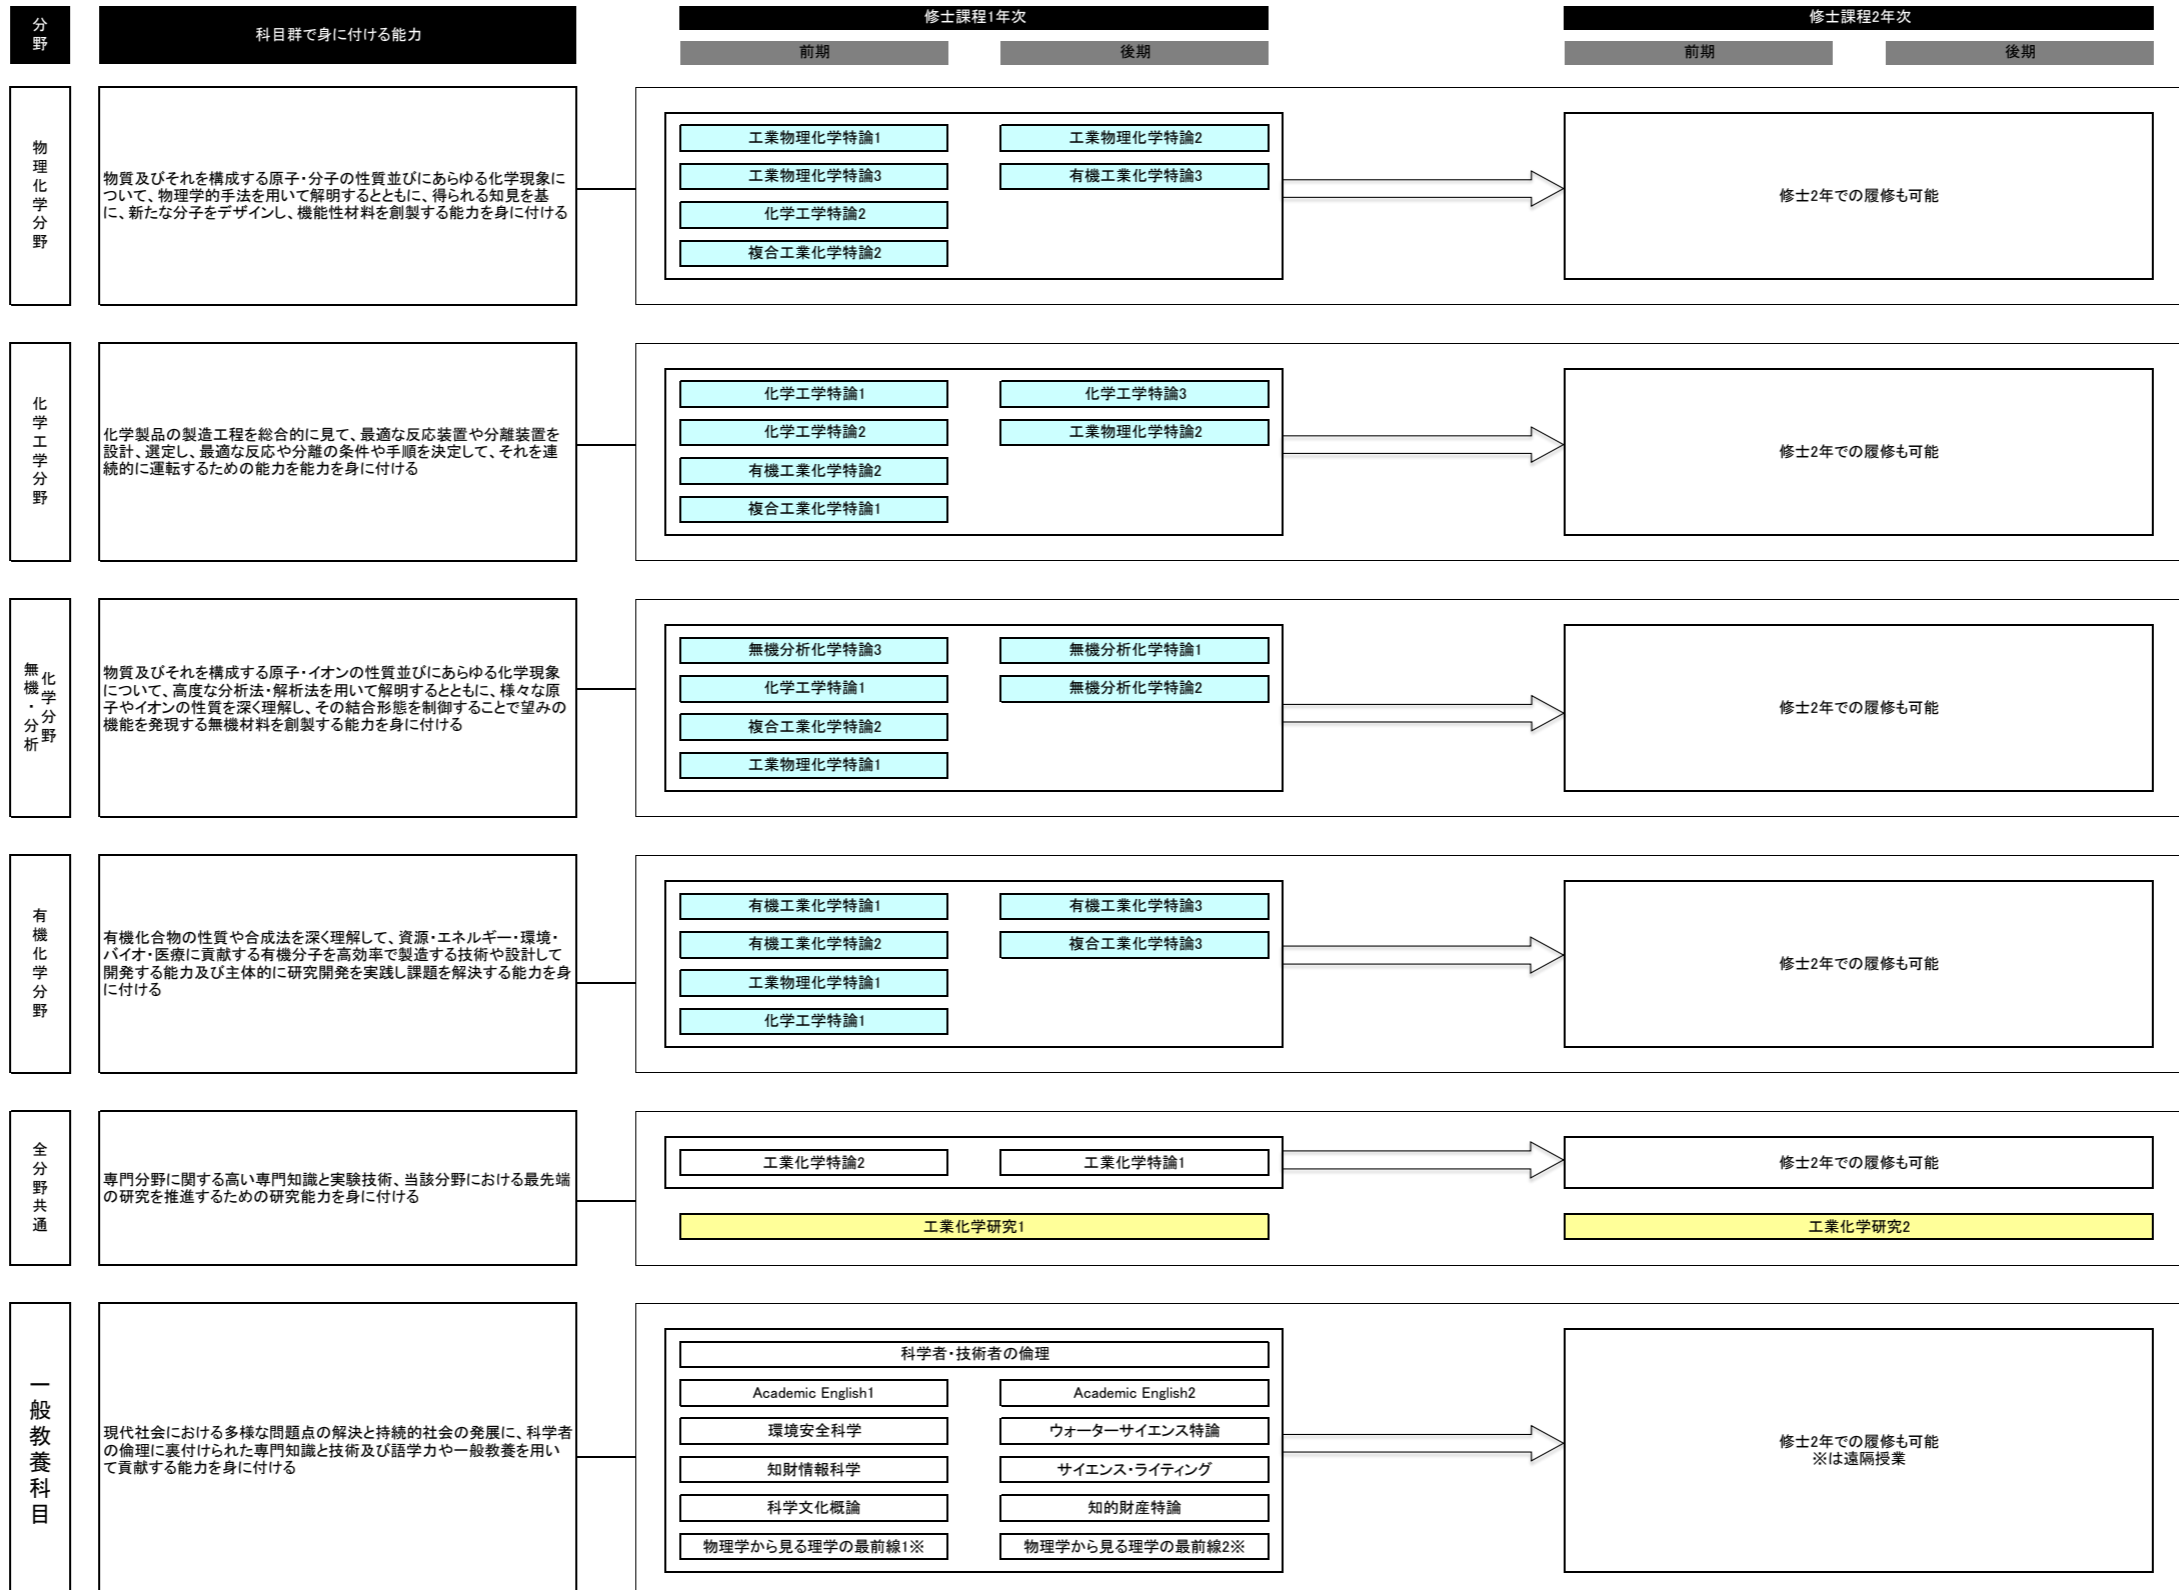 分野
科目群で身に付ける能力
修士課程1年次
修士課程2年次
前期
後期
前期
後期
物理化学分野
物質及びそれを構成する原子・分子の性質並びにあらゆる化学現象に
ついて、物理学的手法を用いて解明するとともに、得られる知見を基
に、新たな分子をデザインし、機能性材料を創製する能力を身に付ける
工業物理化学特論1
工業物理化学特論2
工業物理化学特論3
有機工業化学特論3
化学工学特論2
複合工業化学特論2
修士2年での履修も可能
化学工学分野
化学製品の製造工程を総合的に見て、最適な反応装置や分離装置を
設計、選定し、最適な反応や分離の条件や手順を決定して、それを連
続的に運転するための能力を能力を身に付ける
化学工学特論1
化学工学特論3
化学工学特論2
工業物理化学特論2
有機工業化学特論2
複合工業化学特論1
修士2年での履修も可能
無機・分析
化学分野
物質及びそれを構成する原子・イオンの性質並びにあらゆる化学現象
について、高度な分析法・解析法を用いて解明するとともに、様々な原
子やイオンの性質を深く理解し、その結合形態を制御することで望みの
機能を発現する無機材料を創製する能力を身に付ける
無機分析化学特論3
無機分析化学特論1
化学工学特論1
無機分析化学特論2
複合工業化学特論2
工業物理化学特論1
修士2年での履修も可能
有機化学分野
有機化合物の性質や合成法を深く理解して、資源・エネルギー・環境・
バイオ・医療に貢献する有機分子を高効率で製造する技術や設計して
開発する能力及び主体的に研究開発を実践し課題を解決する能力を身
に付ける
有機工業化学特論1
有機工業化学特論3
有機工業化学特論2
複合工業化学特論3
工業物理化学特論1
化学工学特論1
修士2年での履修も可能
全分野共通
専門分野に関する高い専門知識と実験技術、当該分野における最先端
の研究を推進するための研究能力を身に付ける
工業化学特論2
工業化学特論1
修士2年での履修も可能
工業化学研究1
工業化学研究2
一般教養科目
現代社会における多様な問題点の解決と持続的社会の発展に、科学者
の倫理に裏付けられた専門知識と技術及び語学力や一般教養を用い
て貢献する能力を身に付ける
科学者・技術者の倫理
Academic English1
Academic English2
環境安全科学
ウォーターサイエンス特論
知財情報科学
サイエンス・ライティング
科学文化概論
知的財産特論
物理学から見る理学の最前線1※
物理学から見る理学の最前線2※
修士2年での履修も可能
※は遠隔授業